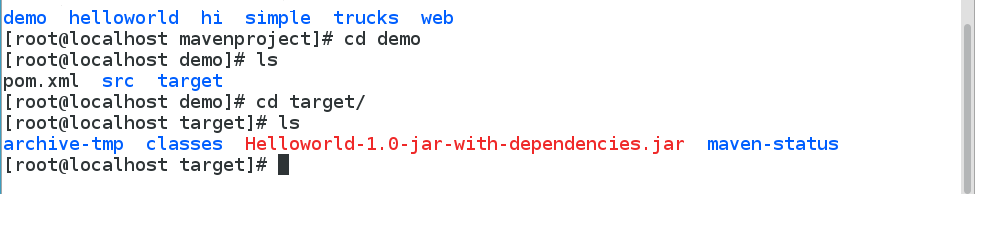 demo  helloworld  hi  simple  trucks  web
[root@localhost mavenproject]# cd demo
[root@localhost demo]# ls
pom.xml  src  target
[root@localhost demo]# cd target/
[root@localhost target]# ls
archive-tmp  classes  Helloworld-1.0-jar-with-dependencies.jar  maven-status
[root@localhost target]#